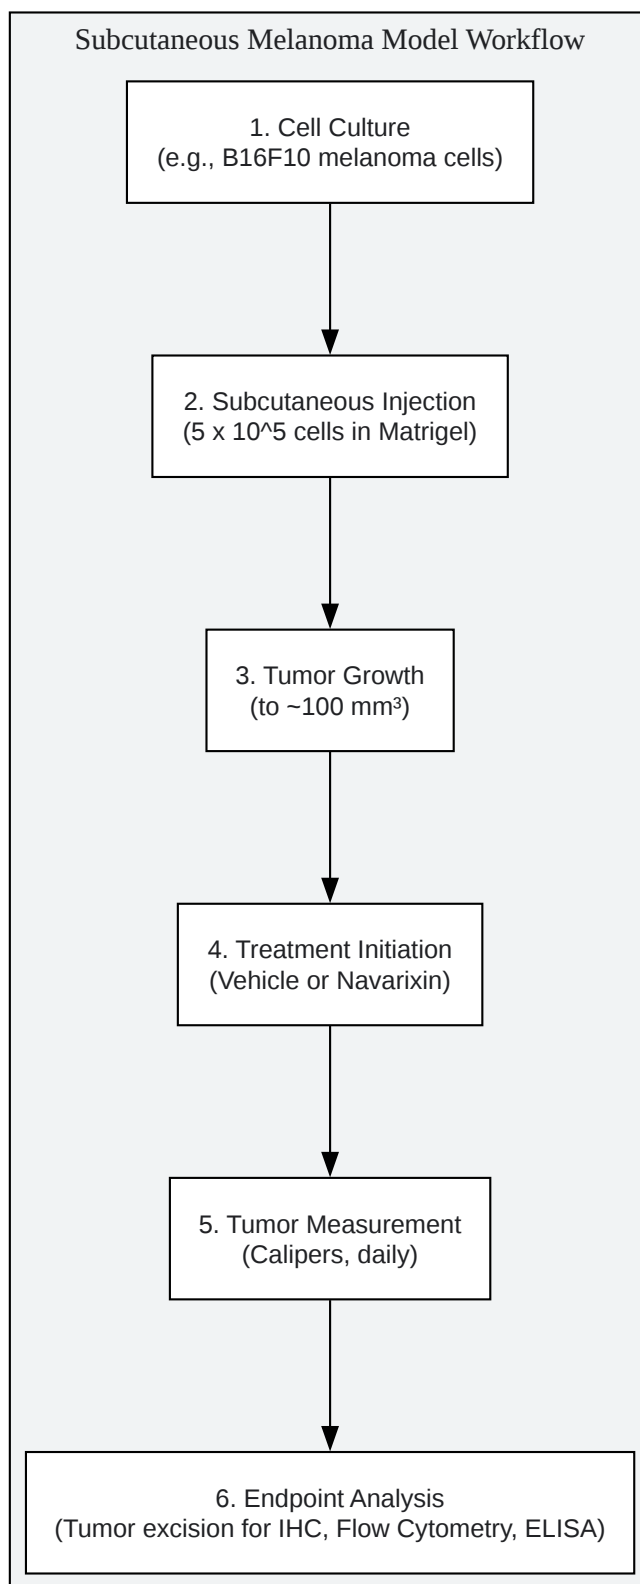 Subcutaneous Melanoma Model Workflow
1. Cell Culture
(e.g., B16F10 melanoma cells)
2. Subcutaneous Injection
(5 x 10^5 cells in Matrigel)
3. Tumor Growth
(to ~100 mm³)
4. Treatment Initiation
(Vehicle or Navarixin)
5. Tumor Measurement
(Calipers, daily)
6. Endpoint Analysis
(Tumor excision for IHC, Flow Cytometry, ELISA)